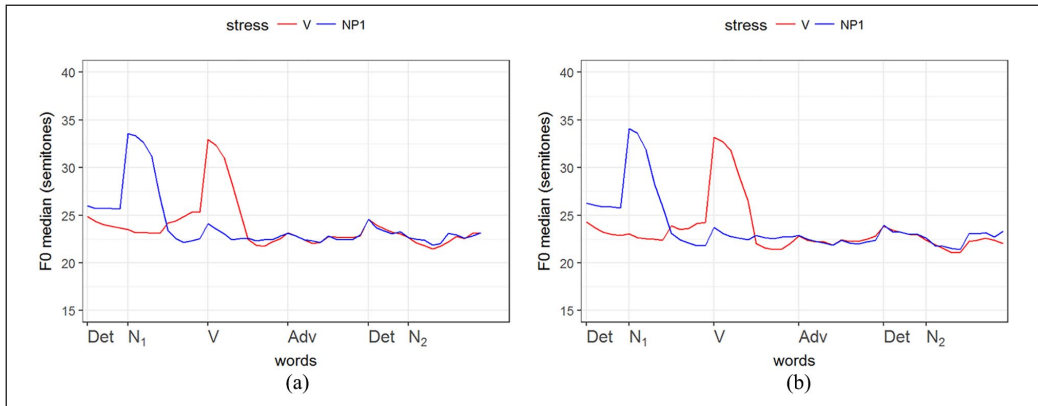 stress V NP1
F0 median (semitones)
40
35
30
25
20
15
Det N₁ V Adv Det N₂
words
(a)
stress V NP1
F0 median (semitones)
40
35
30
25
20
15
Det N₁ V Adv Det N₂
words
(b)